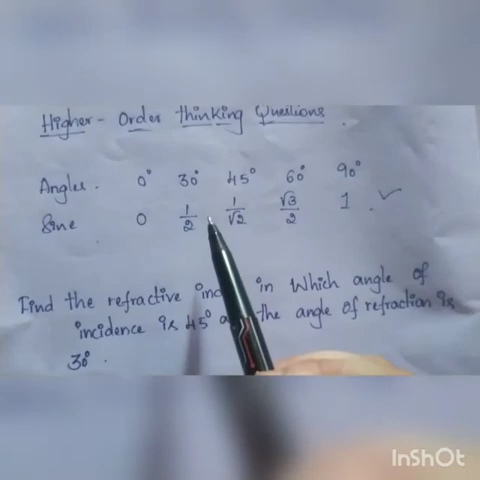 Higher - Order thinking Questions.
Angles. 0° 30° 45° 60° 90°
Sine 0 1/2 1/√2 √3/2 1.
Find the refractive in which angle of
incidence is 45° the angle of refraction is
30°.
InShOt